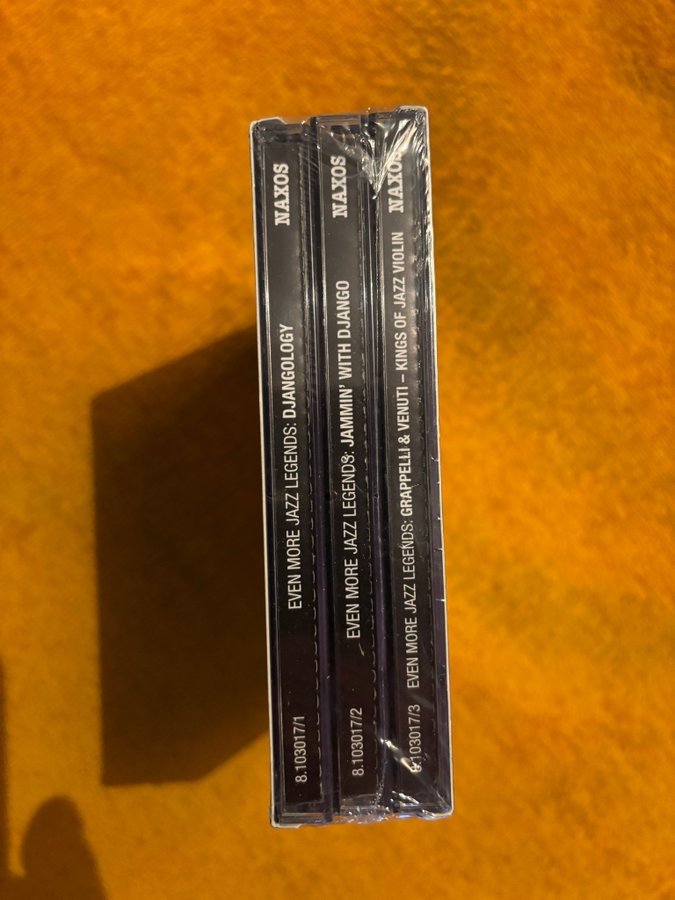 8.103017/1 EVEN MORE JAZZ LEGENDS: DJANGOLOGY NAXOS
8.103017/2 EVEN MORE JAZZ LEGENDS: JAMMIN' WITH DJANGO NAXOS
8.103017/3 EVEN MORE JAZZ LEGENDS: GRAPPELLI & VENUTI – KINGS OF JAZZ VIOLIN NAXOS